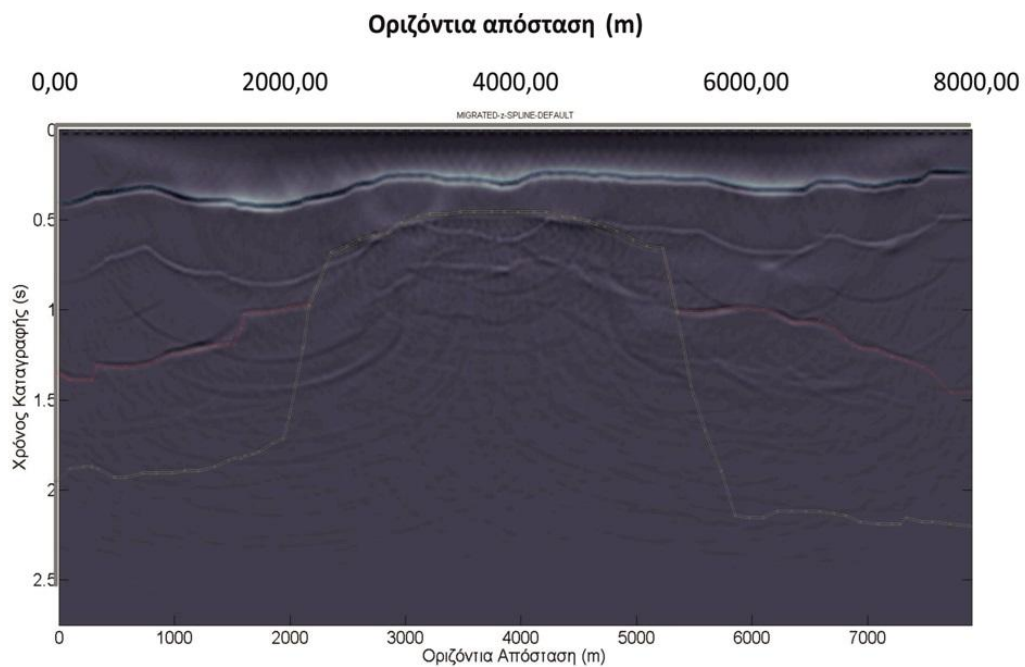 Οριζόντια απόσταση (m)
0,00 2000,00 4000,00 6000,00 8000,00
MIGRATED-z-SPLINE-DEFAULT
0
0.5
1
1.5
2
2.5
Χρόνος Καταγραφής (s)
0 1000 2000 3000 4000 5000 6000 7000
Οριζόντια Απόσταση (m)